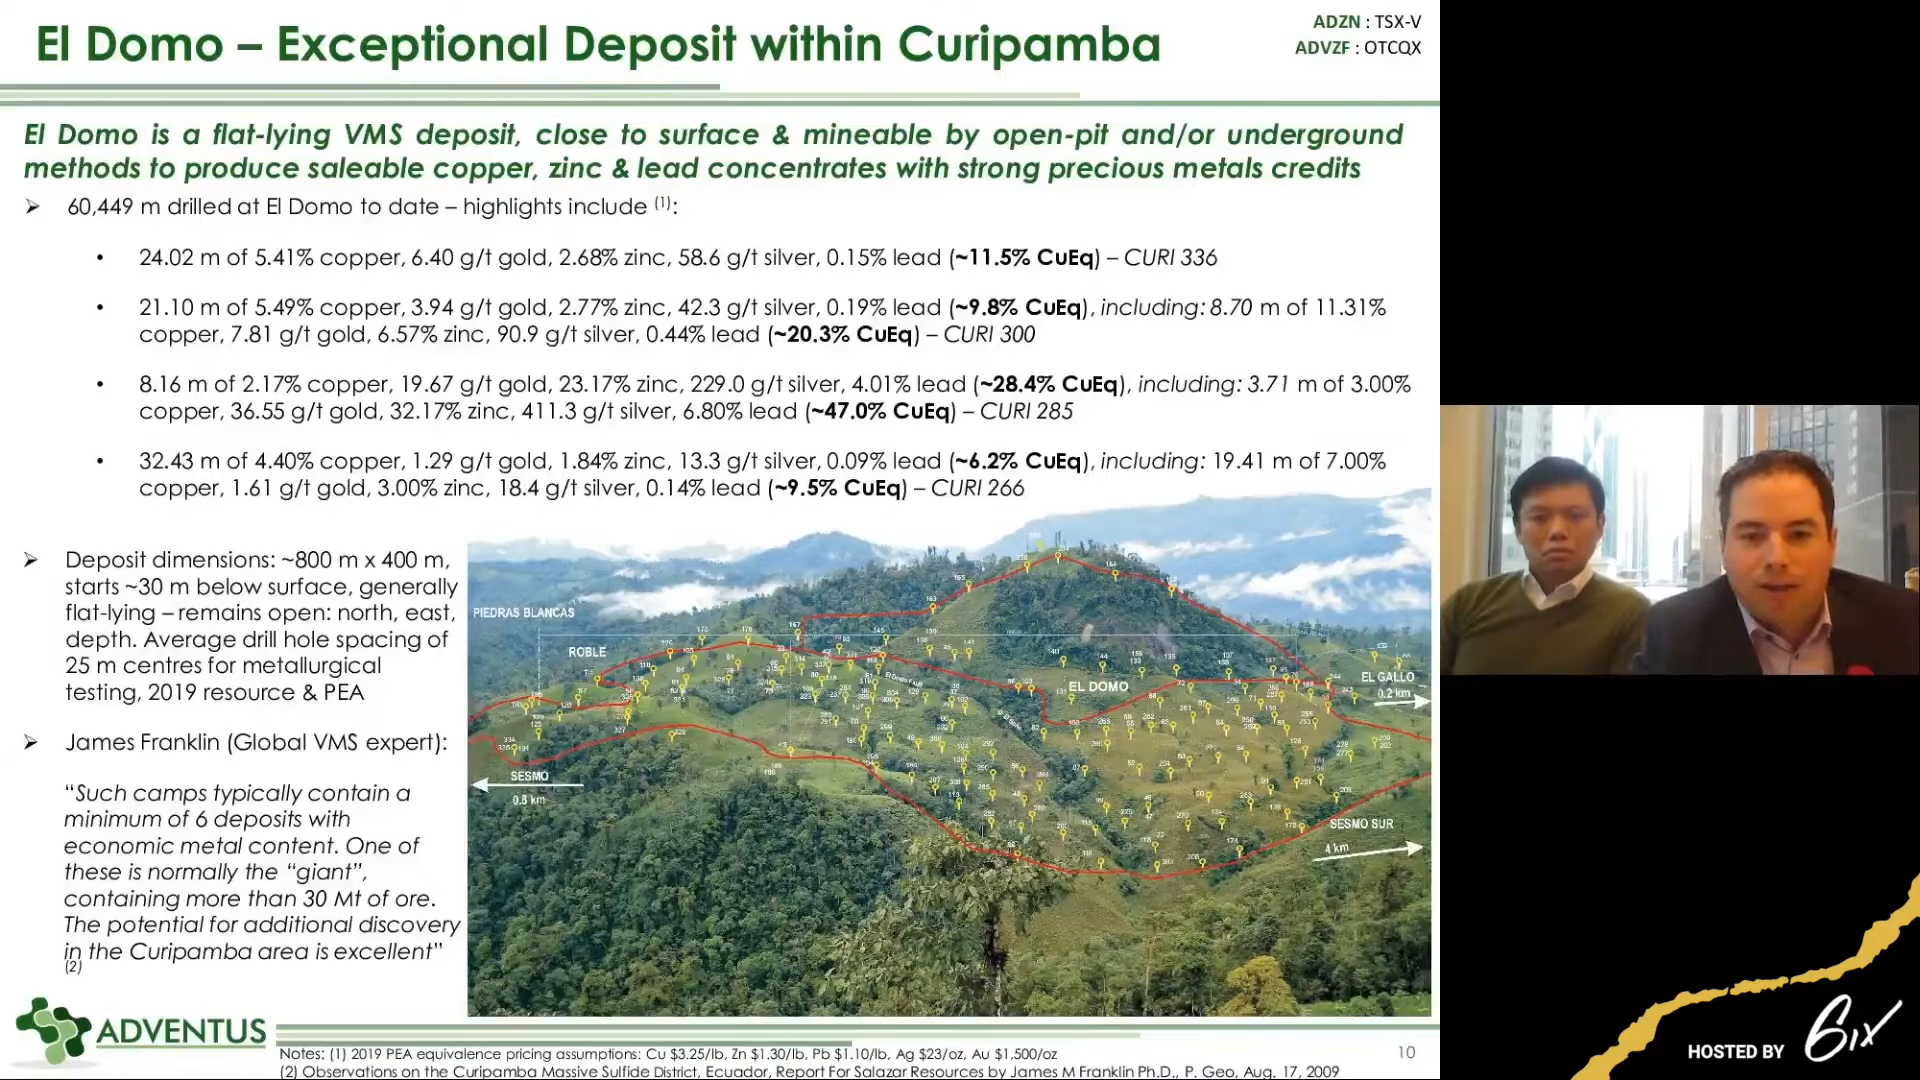 El Domo – Exceptional Deposit within Curipamba
ADZN : TSX-V
ADVZF : OTCQX
El Domo is a flat-lying VMS deposit, close to surface & mineable by open-pit and/or underground
methods to produce saleable copper, zinc & lead concentrates with strong precious metals credits
➢ 60,449 m drilled at El Domo to date – highlights include (1):
• 24.02 m of 5.41% copper, 6.40 g/t gold, 2.68% zinc, 58.6 g/t silver, 0.15% lead (~11.5% CuEq) – CURI 336
• 21.10 m of 5.49% copper, 3.94 g/t gold, 2.77% zinc, 42.3 g/t silver, 0.19% lead (~9.8% CuEq), including: 8.70 m of 11.31%
copper, 7.81 g/t gold, 6.57% zinc, 90.9 g/t silver, 0.44% lead (~20.3% CuEq) – CURI 300
• 8.16 m of 2.17% copper, 19.67 g/t gold, 23.17% zinc, 229.0 g/t silver, 4.01% lead (~28.4% CuEq), including: 3.71 m of 3.00%
copper, 36.55 g/t gold, 32.17% zinc, 411.3 g/t silver, 6.80% lead (~47.0% CuEq) – CURI 285
• 32.43 m of 4.40% copper, 1.29 g/t gold, 1.84% zinc, 13.3 g/t silver, 0.09% lead (~6.2% CuEq), including: 19.41 m of 7.00%
copper, 1.61 g/t gold, 3.00% zinc, 18.4 g/t silver, 0.14% lead (~9.5% CuEq) – CURI 266
➢ Deposit dimensions: ~800 m x 400 m,
starts ~30 m below surface, generally
flat-lying – remains open: north, east,
depth. Average drill hole spacing of
25 m centres for metallurgical
testing, 2019 resource & PEA
➢ James Franklin (Global VMS expert):
“Such camps typically contain a
minimum of 6 deposits with
economic metal content. One of
these is normally the “giant”,
containing more than 30 Mt of ore.
The potential for additional discovery
in the Curipamba area is excellent”
(2)
PIEDRAS BLANCAS
ROBLE
EL DOMO
EL GALLO
0.2 km
SESMO
0.8 km
SESMO SUR
4 km
ADVENTUS
Notes: (1) 2019 PEA equivalence pricing assumptions: Cu $3.25/lb, Zn $1.30/lb, Pb $1.10/lb, Ag $23/oz, Au $1,500/oz
(2) Observations on the Curipamba Massive Sulfide District, Ecuador, Report For Salazar Resources by James M Franklin Ph.D., P. Geo, Aug. 17, 2009
10
HOSTED BY
6ix